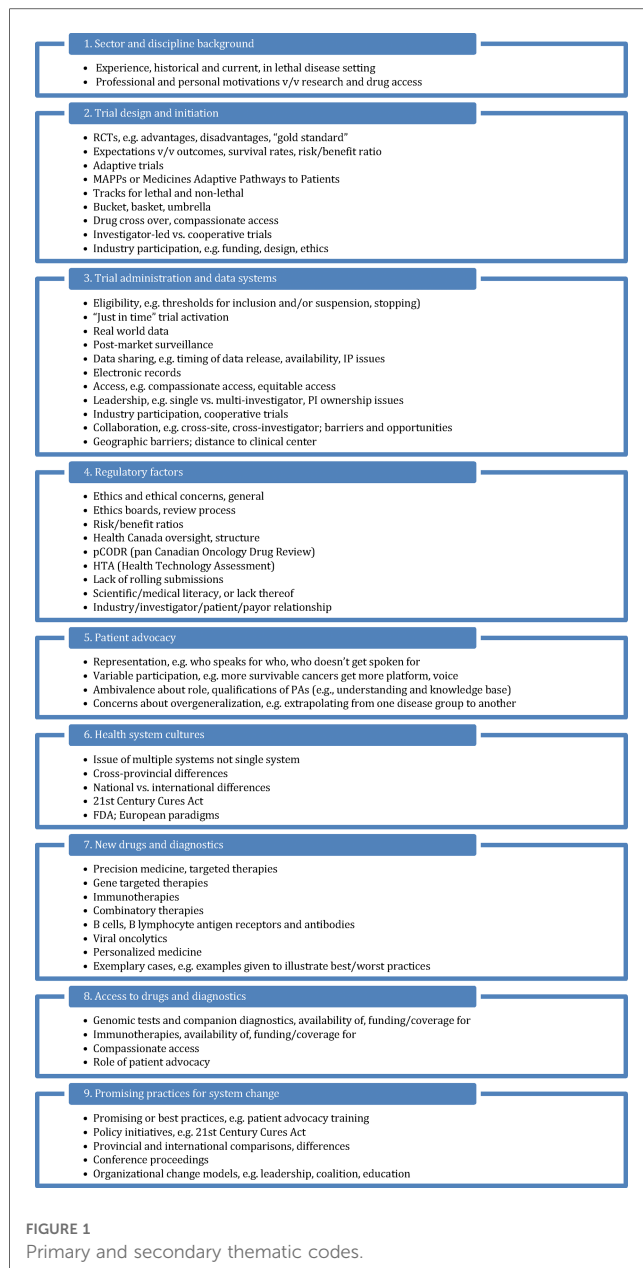 1. Sector and discipline background
• Experience, historical and current, in lethal disease setting
• Professional and personal motivations v/v research and drug access
2. Trial design and initiation
• RCTs, e.g. advantages, disadvantages, “gold standard”
• Expectations v/v outcomes, survival rates, risk/benefit ratio
• Adaptive trials
• MAPPs or Medicines Adaptive Pathways to Patients
• Tracks for lethal and non-lethal
• Bucket, basket, umbrella
• Drug cross over, compassionate access
• Investigator-led vs. cooperative trials
• Industry participation, e.g. funding, design, ethics
3. Trial administration and data systems
• Eligibility, e.g. thresholds for inclusion and/or suspension, stopping)
• “Just in time” trial activation
• Real world data
• Post-market surveillance
• Data sharing, e.g. timing of data release, availability, IP issues
• Electronic records
• Access, e.g. compassionate access, equitable access
• Leadership, e.g. single vs. multi-investigator, PI ownership issues
• Industry participation, cooperative trials
• Collaboration, e.g. cross-site, cross-investigator; barriers and opportunities
• Geographic barriers; distance to clinical center
4. Regulatory factors
• Ethics and ethical concerns, general
• Ethics boards, review process
• Risk/benefit ratios
• Health Canada oversight, structure
• pCODR (pan Canadian Oncology Drug Review)
• HTA (Health Technology Assessment)
• Lack of rolling submissions
• Scientific/medical literacy, or lack thereof
• Industry/investigator/patient/payor relationship
5. Patient advocacy
• Representation, e.g. who speaks for who, who doesn’t get spoken for
• Variable participation, e.g. more survivable cancers get more platform, voice
• Ambivalence about role, qualifications of PAs (e.g., understanding and knowledge base)
• Concerns about overgeneralization, e.g. extrapolating from one disease group to another
6. Health system cultures
• Issue of multiple systems not single system
• Cross-provincial differences
• National vs. international differences
• 21st Century Cures Act
• FDA; European paradigms
7. New drugs and diagnostics
• Precision medicine, targeted therapies
• Gene targeted therapies
• Immunotherapies
• Combinatory therapies
• B cells, B lymphocyte antigen receptors and antibodies
• Viral oncolytics
• Personalized medicine
• Exemplary cases, e.g. examples given to illustrate best/worst practices
8. Access to drugs and diagnostics
• Genomic tests and companion diagnostics, availability of, funding/coverage for
• Immunotherapies, availability of, funding/coverage for
• Compassionate access
• Role of patient advocacy
9. Promising practices for system change
• Promising or best practices, e.g. patient advocacy training
• Policy initiatives, e.g. 21st Century Cures Act
• Provincial and international comparisons, differences
• Conference proceedings
• Organizational change models, e.g. leadership, coalition, education
FIGURE 1
Primary and secondary thematic codes.